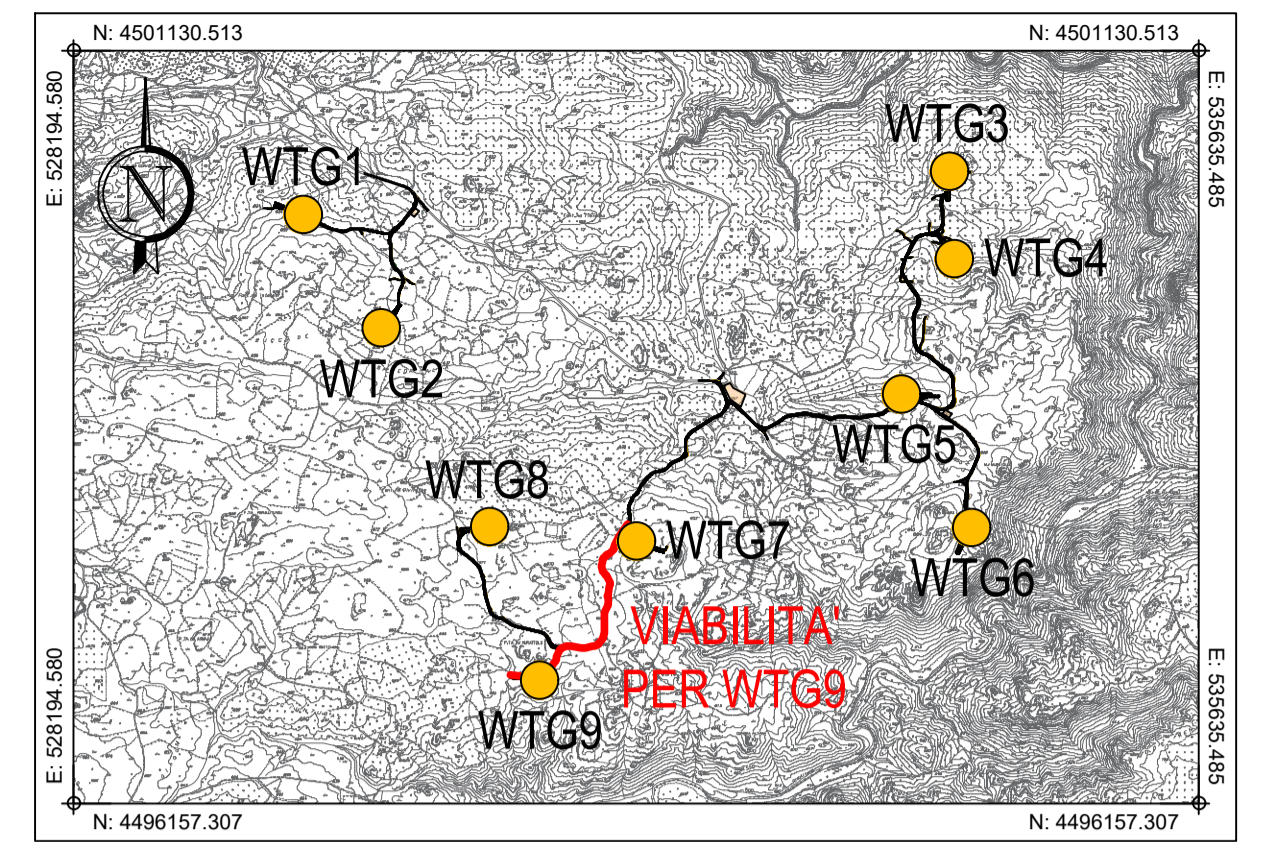 N: 4501130.513
N: 4501130.513
E: 528194.580
E: 535635.485
N
WTG1
WTG2
WTG3
WTG4
WTG5
WTG6
WTG7
WTG8
WTG9
VIABILITA'
PER WTG9
E: 528194.580
E: 535635.485
N: 4496157.307
N: 4496157.307